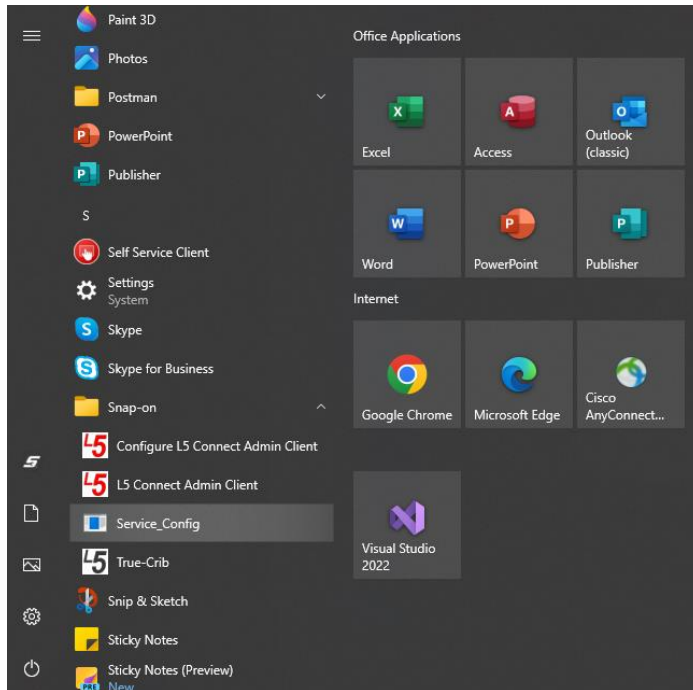 Paint 3D
Photos
Postman
PowerPoint
Publisher
S
Self Service Client
Settings
System
Skype
Skype for Business
Snap-on
Configure L5 Connect Admin Client
L5 Connect Admin Client
Service_Config
True-Crib
Snip & Sketch
Sticky Notes
Sticky Notes (Preview)
New
Office Applications
Excel
Access
Outlook
(classic)
Word
PowerPoint
Publisher
Internet
Google Chrome
Microsoft Edge
Cisco
AnyConnect...
Visual Studio
2022